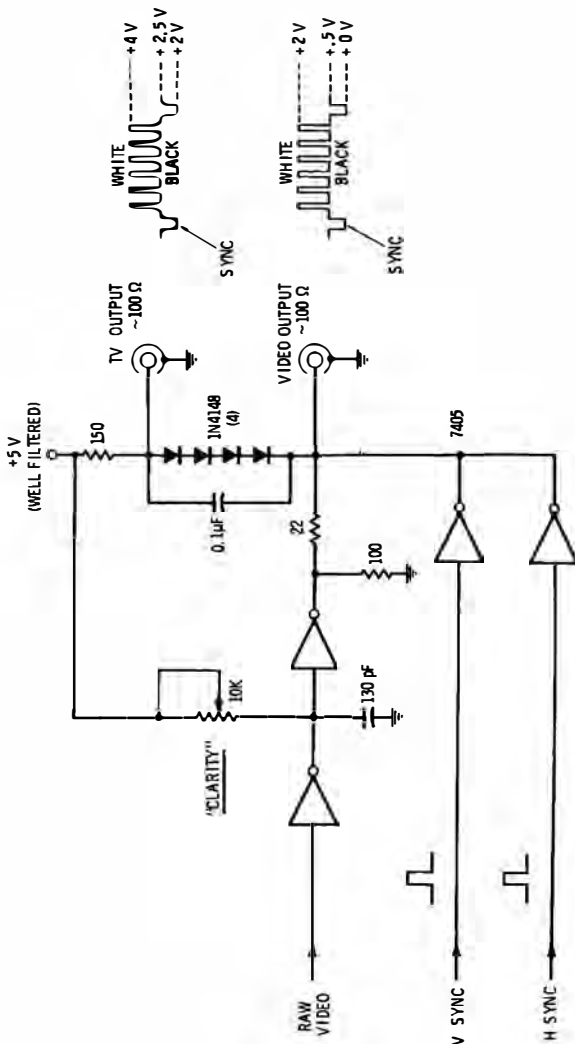 +5 V
(WELL FILTERED)
150
TV OUTPUT
~100 Ω
WHITE
+4 V
+2.5 V
+2 V
BLACK
SYNC
"CLARITY"
10K
0.1µF
1N4148
(4)
VIDEO OUTPUT
~100 Ω
WHITE
+2 V
+.5 V
+0 V
BLACK
SYNC
RAW
VIDEO
130 pF
22
100
7405
V SYNC
H SYNC